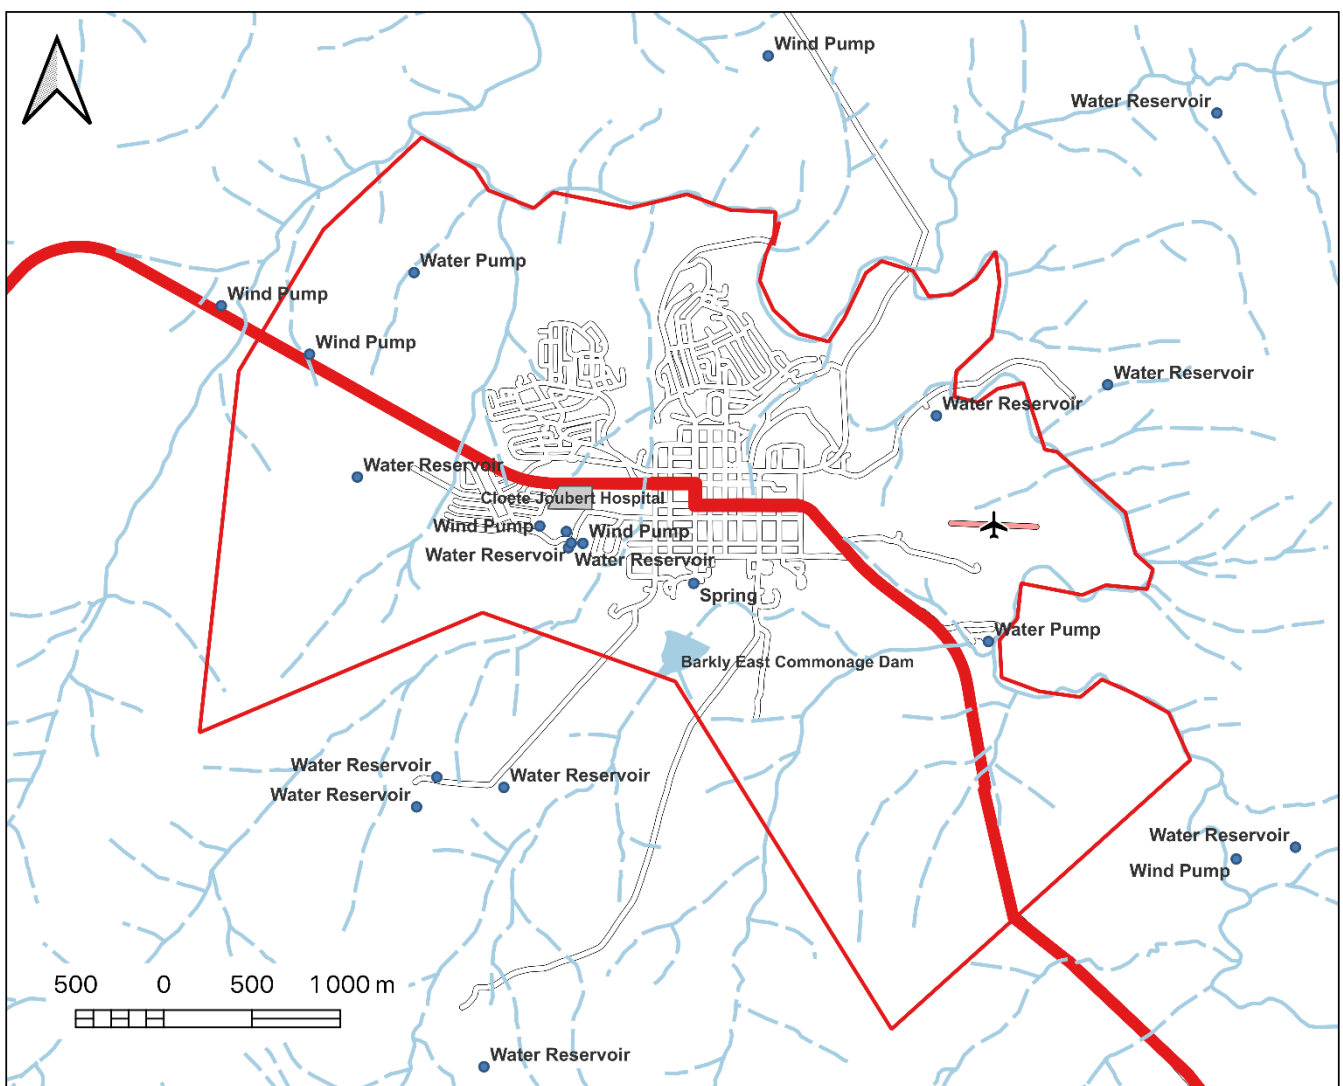 Wind Pump
Water Reservoir
Water Pump
Wind Pump
Wind Pump
Water Reservoir
Water Reservoir
Water Reservoir
Cloete Joubert Hospital
Wind Pump
Wind Pump
Water Reservoir
Water Reservoir
Spring
Water Pump
Barkly East Commonage Dam
Water Reservoir
Water Reservoir
Water Reservoir
Water Reservoir
Wind Pump
500 0 500 1 000 m
Water Reservoir